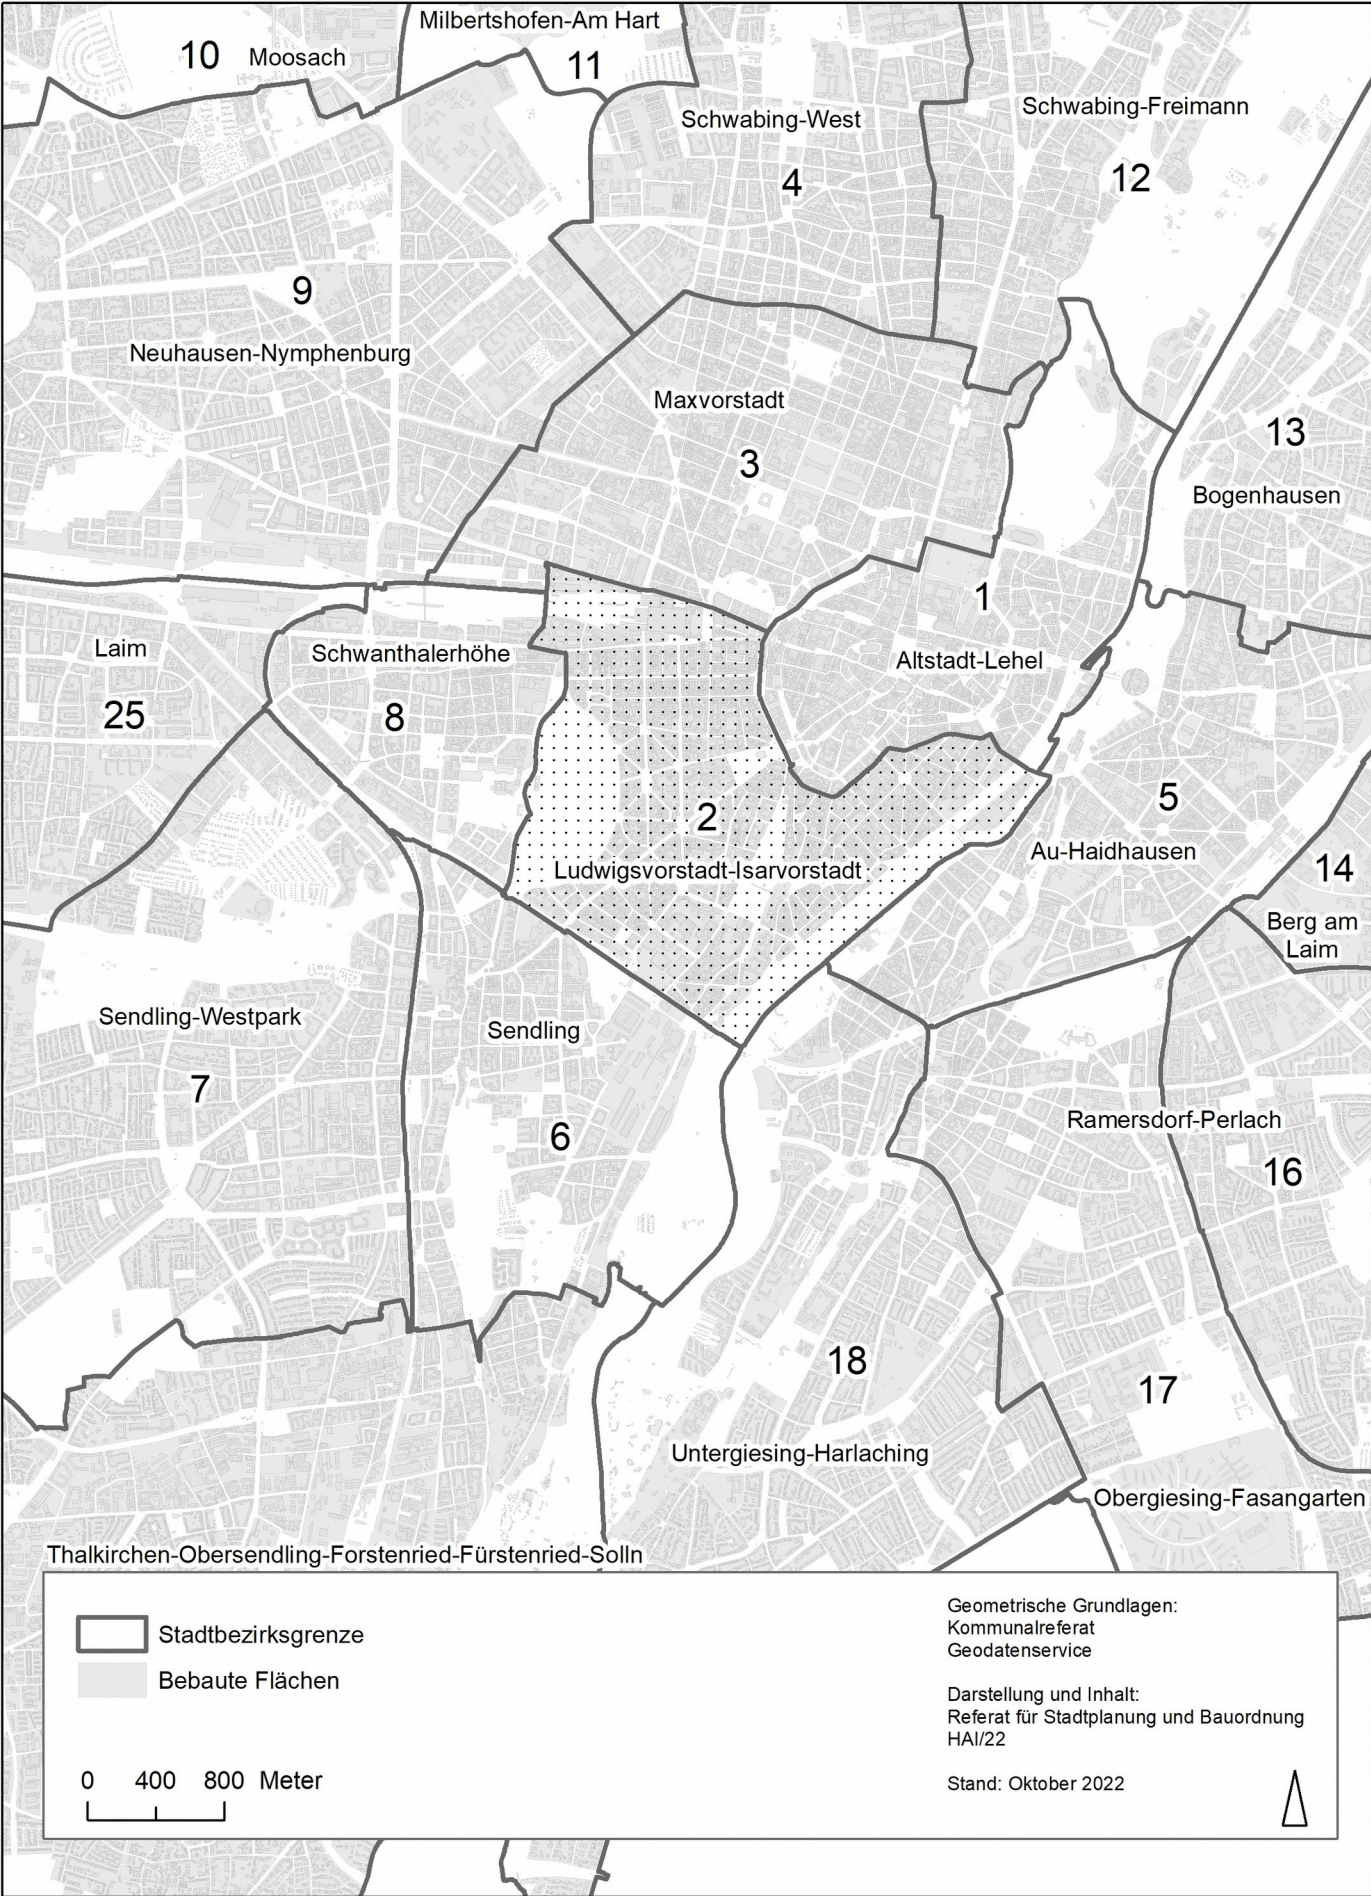 Milbertshofen-Am Hart
10 Moosach
11
Schwabing-West
4
Schwabing-Freimann
12
9
Neuhausen-Nymphenburg
Maxvorstadt
3
13
Bogenhausen
1
Altstadt-Lehel
Laim
25
Schwanthalerhöhe
8
2
Ludwigsvorstadt-Isarvorstadt
5
Au-Haidhausen
14
Berg am
Laim
Sendling-Westpark
7
Sendling
6
Ramersdorf-Perlach
16
18
17
Untergiesing-Harlaching
Obergiesing-Fasangarten
Thalkirchen-Obersendling-Forstenried-Fürstenried-Solln
Stadtbezirksgrenze
Bebaute Flächen
0 400 800 Meter
Geometrische Grundlagen:
Kommunalreferat
Geodatenservice
Darstellung und Inhalt:
Referat für Stadtplanung und Bauordnung
HAI/22
Stand: Oktober 2022